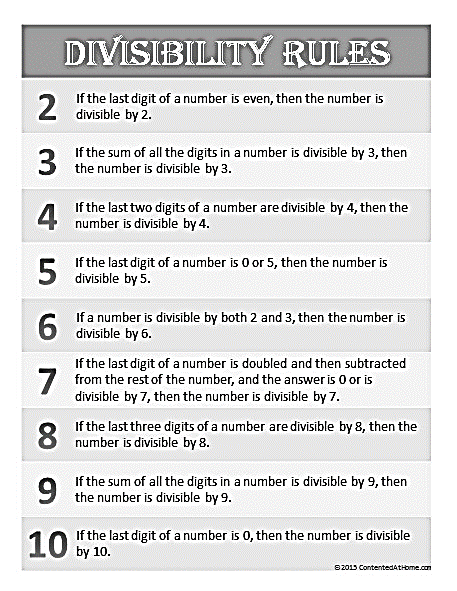 DIVISIBILITY RULES
2
If the last digit of a number is even, then the number is
divisible by 2.
3
If the sum of all the digits in a number is divisible by 3, then
the number is divisible by 3.
4
If the last two digits of a number are divisible by 4, then the
number is divisible by 4.
5
If the last digit of a number is 0 or 5, then the number is
divisible by 5.
6
If a number is divisible by both 2 and 3, then the number is
divisible by 6.
7
If the last digit of a number is doubled and then subtracted
from the rest of the number, and the answer is 0 or is
divisible by 7, then the number is divisible by 7.
8
If the last three digits of a number are divisible by 8, then the
number is divisible by 8.
9
If the sum of all the digits in a number is divisible by 9, then
the number is divisible by 9.
10
If the last digit of a number is 0, then the number is divisible
by 10.
© 2015 ContentedAtHome.com